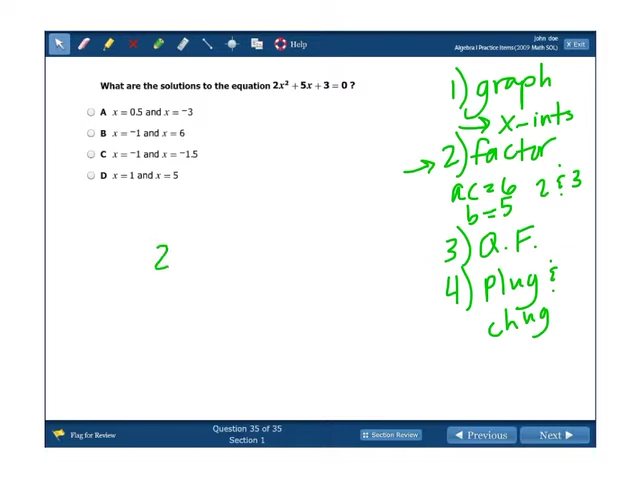 john doe
Algebra I Practice Items (2009 Math SOL)
X Exit
Help
What are the solutions to the equation 2x² + 5x + 3 = 0 ?
A x = 0.5 and x = ⁻3
B x = ⁻1 and x = 6
C x = ⁻1 and x = ⁻1.5
D x = 1 and x = 5
1) graph
→ x-ints
→ 2) factor
ac = 6 2 & 3
b = 5
3) Q.F.
4) Plug &
chug
2
Flag for Review
Question 35 of 35
Section 1
Section Review
Previous
Next